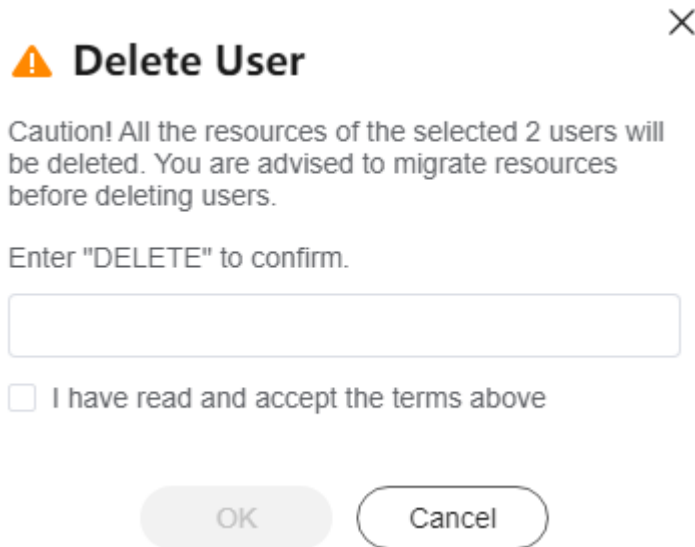 Delete User
Caution! All the resources of the selected 2 users will
be deleted. You are advised to migrate resources
before deleting users.
Enter "DELETE" to confirm.
I have read and accept the terms above
OK
Cancel